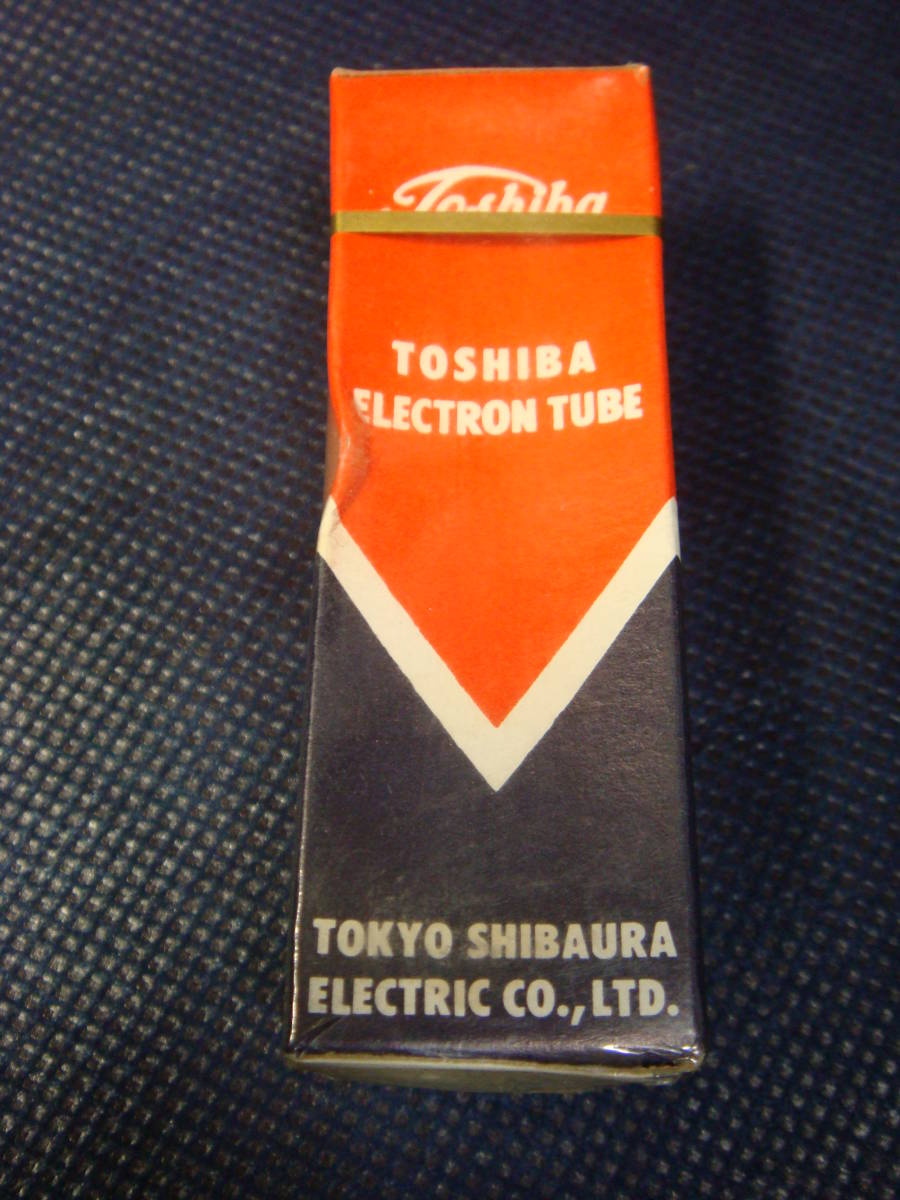 Toshiba
TOSHIBA
ELECTRON TUBE
TOKYO SHIBAURA
ELECTRIC CO., LTD.